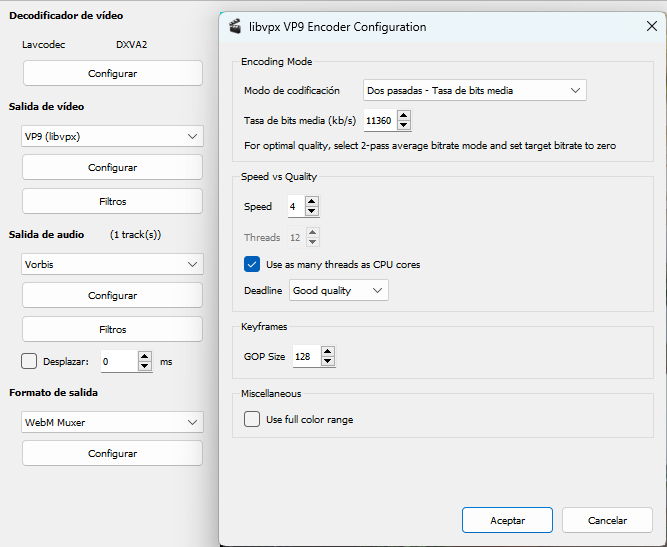 Decodificador de vídeo
Lavcodec DXVA2
Configurar
Salida de vídeo
VP9 (libvpx)
Configurar
Filtros
Salida de audio (1 track(s))
Vorbis
Configurar
Filtros
Desplazar: 0 ms
Formato de salida
WebM Muxer
Configurar
libvpx VP9 Encoder Configuration
Encoding Mode
Modo de codificación Dos pasadas - Tasa de bits media
Tasa de bits media (kb/s) 11360
For optimal quality, select 2-pass average bitrate mode and set target bitrate to zero
Speed vs Quality
Speed 4
Threads 12
Use as many threads as CPU cores
Deadline Good quality
Keyframes
GOP Size 128
Miscellaneous
Use full color range
Aceptar Cancelar